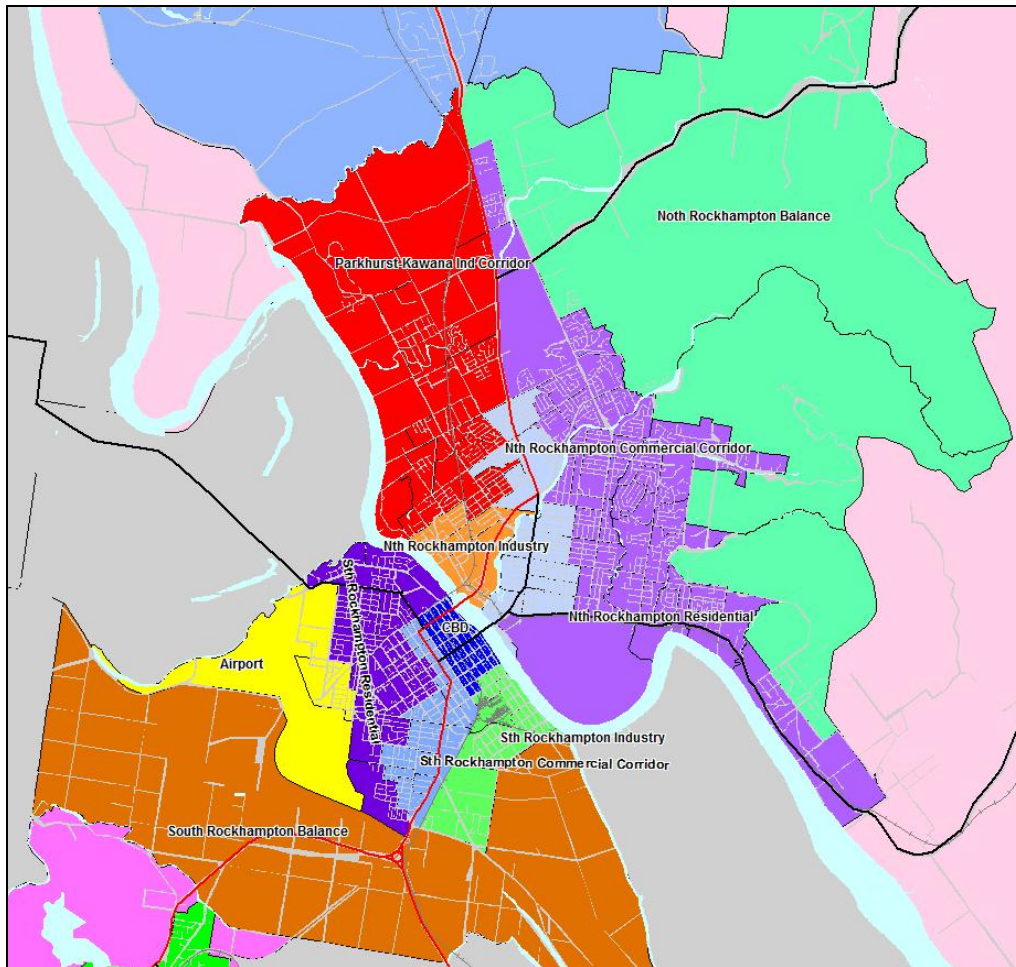 Noth Rockhampton Balance
Parkhurst-Kawana Ind Corridor
Nth Rockhampton Commercial Corridor
Nth Rockhampton Industry
Nth Rockhampton Residential
CBD
Sth Rockhampton Residential
Airport
Sth Rockhampton Industry
Sth Rockhampton Commercial Corridor
South Rockhampton Balance